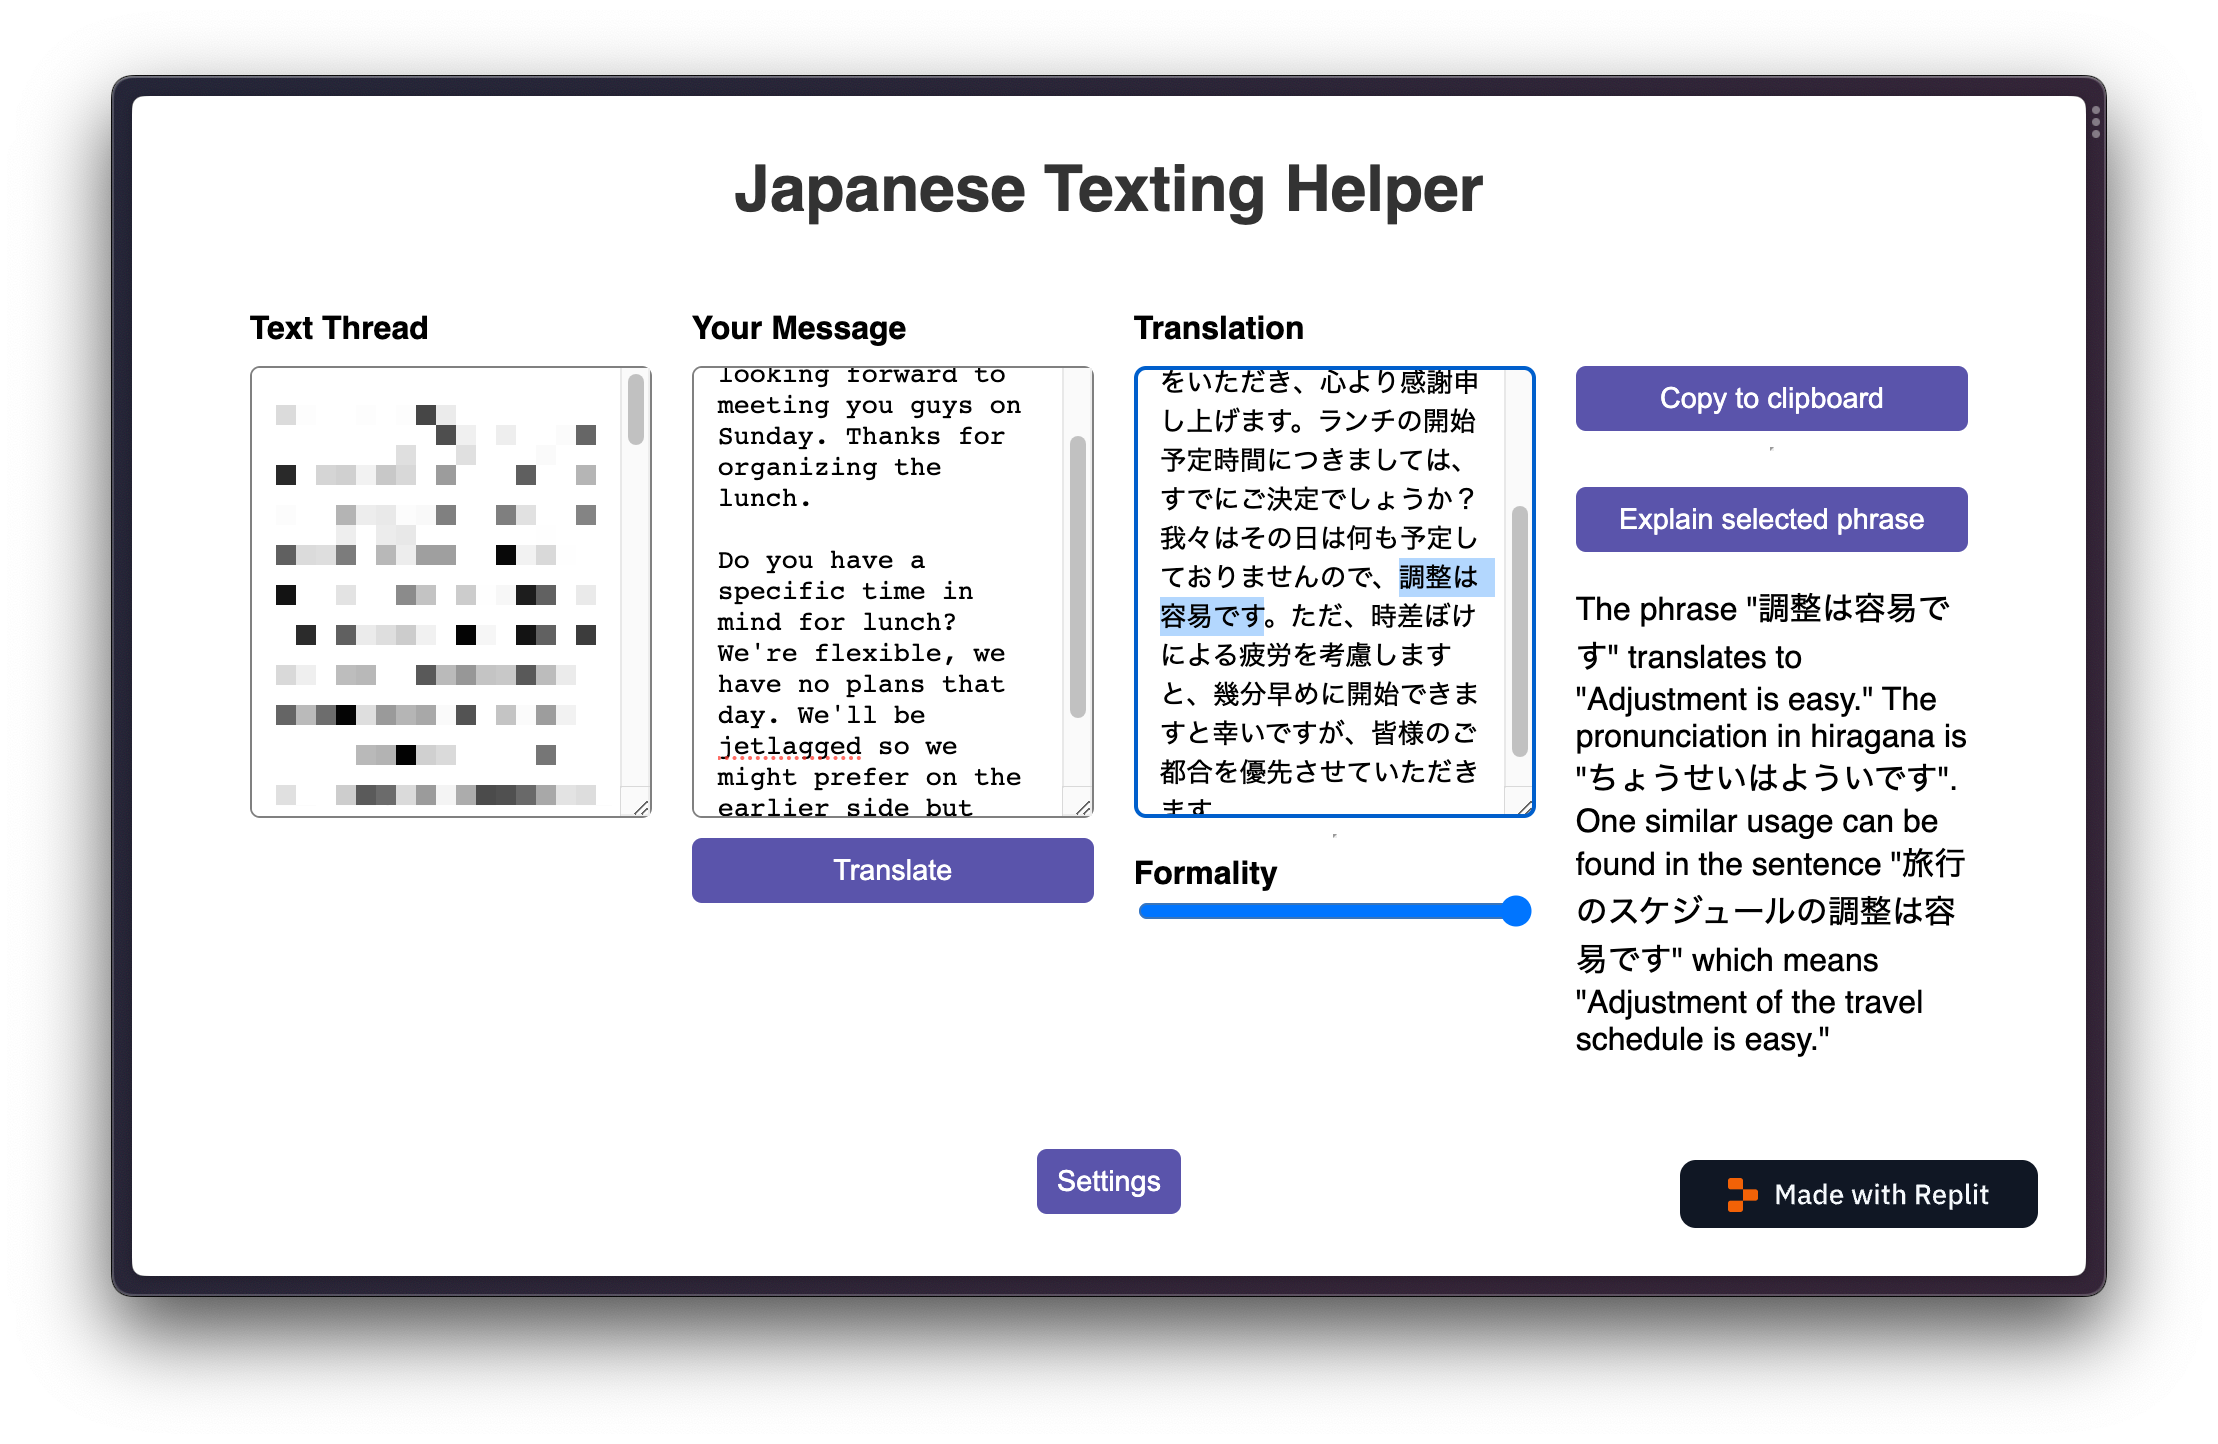 Japanese Texting Helper
Text Thread
Your Message
looking forward to
meeting you guys on
Sunday. Thanks for
organizing the
lunch.
Do you have a
specific time in
mind for lunch?
We're flexible, we
have no plans that
day. We'll be
jetlagged so we
might prefer on the
earlier side but
Translate
Translation
をいただき、心より感謝申
し上げます。ランチの開始
予定時間につきましては、
すでにご決定でしょうか？
我々はその日は何も予定し
ておりませんので、調整は
容易です。ただ、時差ぼけ
による疲労を考慮します
と、幾分早めに開始できま
すと幸いですが、皆様のご
都合を優先させていただき
ます
Formality
Copy to clipboard
Explain selected phrase
The phrase "調整は容易で
す" translates to
"Adjustment is easy." The
pronunciation in hiragana is
"ちょうせいはよういです".
One similar usage can be
found in the sentence "旅行
のスケジュールの調整は容
易です" which means
"Adjustment of the travel
schedule is easy."
Settings
Made with Replit